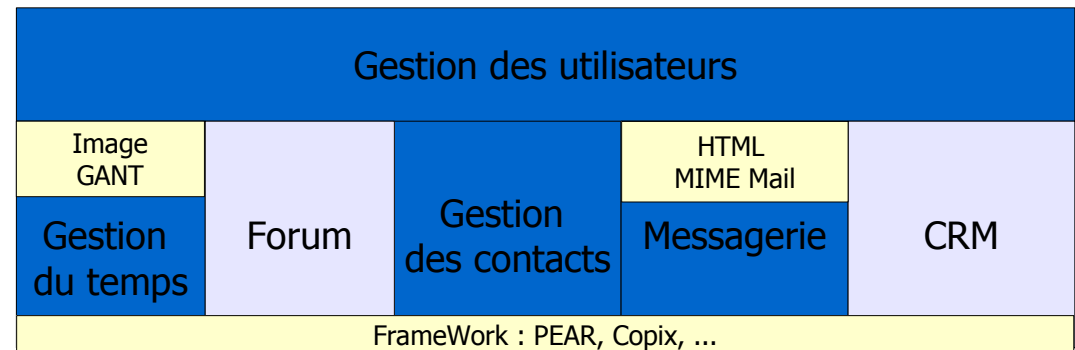 Gestion des utilisateurs
Image
GANT
Gestion
du temps
Forum
Gestion
des contacts
HTML
MIME Mail
Messagerie
CRM
FrameWork : PEAR, Copix, ...